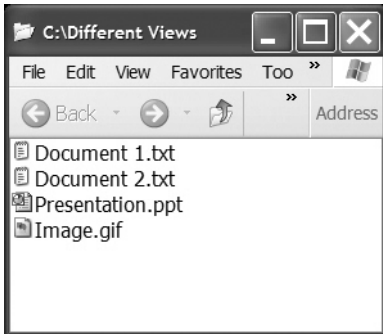 C:\Different Views
File Edit View Favorites Too »
Back » Address
Document 1.txt
Document 2.txt
Presentation.ppt
Image.gif